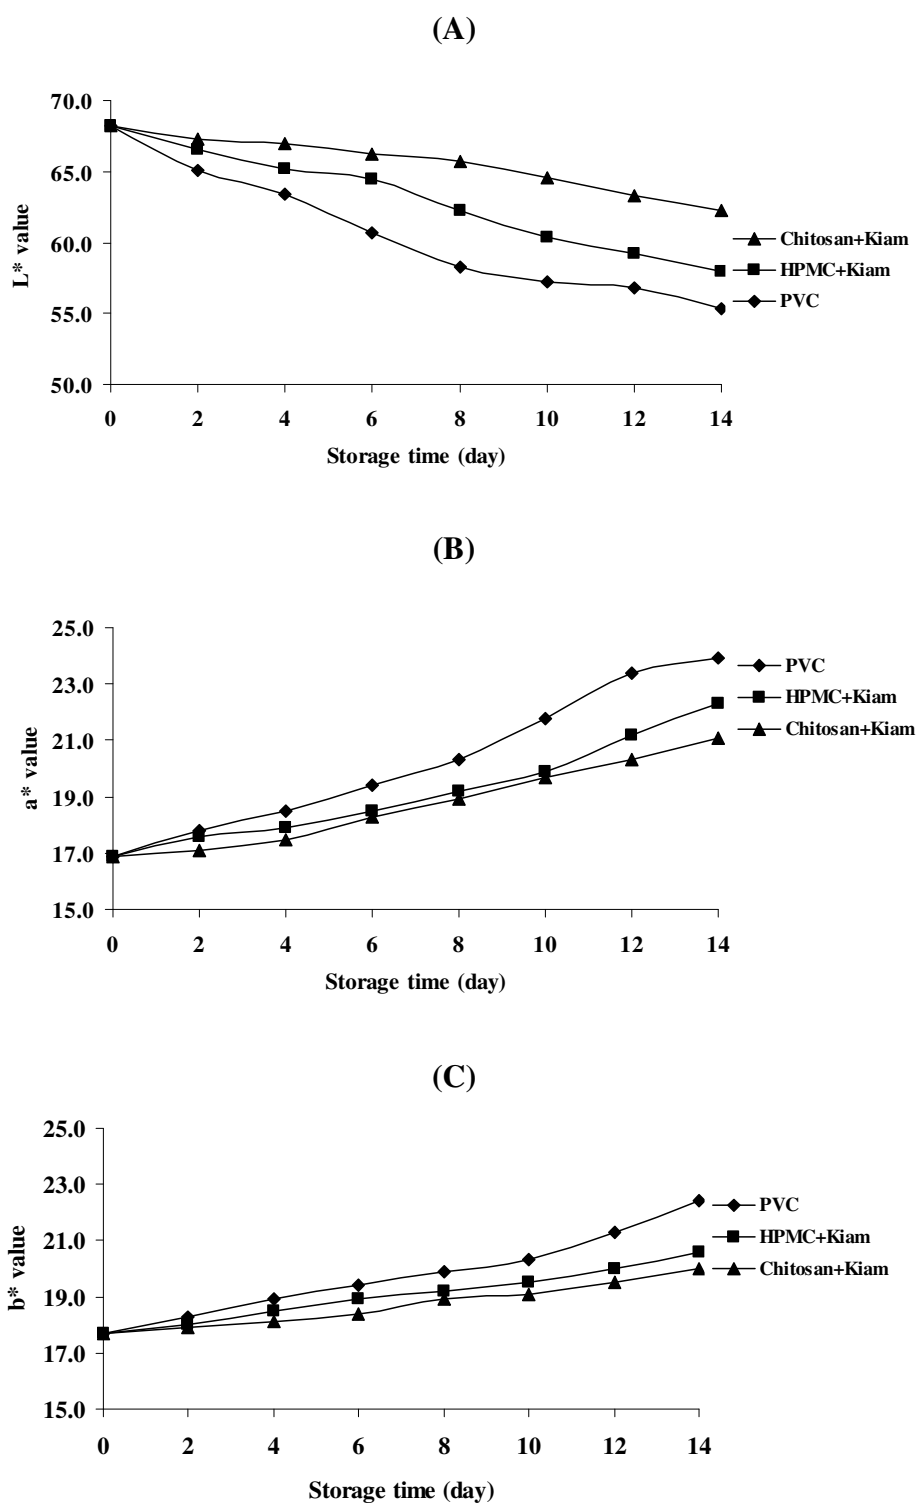 (A)
70.0
65.0
60.0
55.0
50.0
L* value
0 2 4 6 8 10 12 14
Storage time (day)
Chitosan+Kiam
HPMC+Kiam
PVC
(B)
25.0
23.0
21.0
19.0
17.0
15.0
a* value
0 2 4 6 8 10 12 14
Storage time (day)
PVC
HPMC+Kiam
Chitosan+Kiam
(C)
25.0
23.0
21.0
19.0
17.0
15.0
b* value
0 2 4 6 8 10 12 14
Storage time (day)
PVC
HPMC+Kiam
Chitosan+Kiam